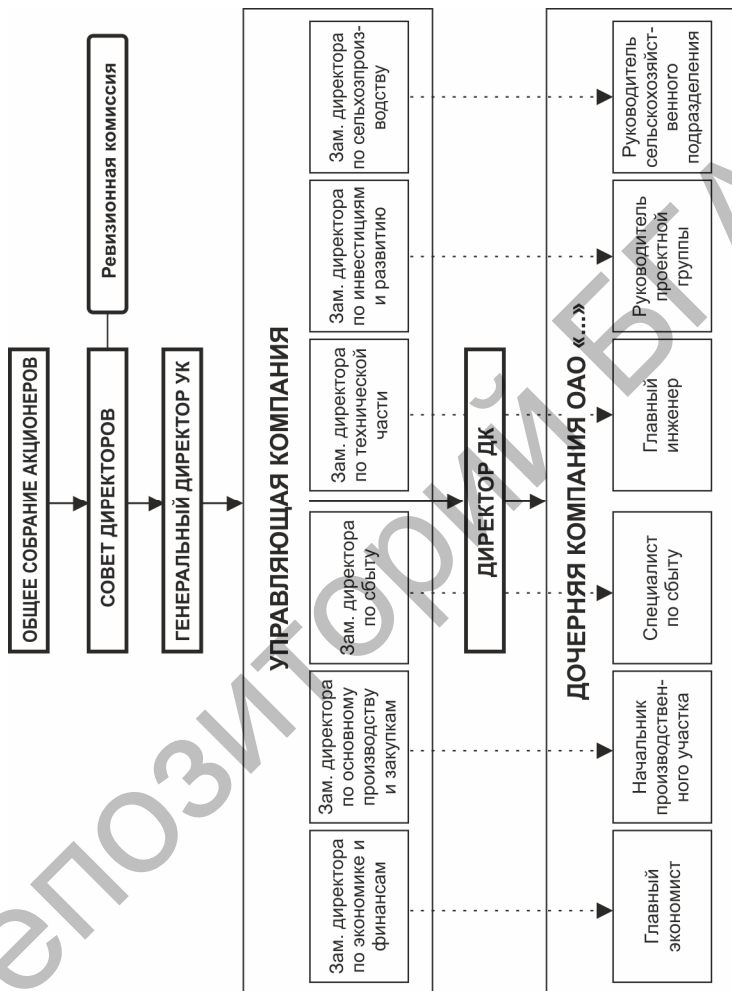 ОБЩЕЕ СОБРАНИЕ АКЦИОНЕРОВ
СОВЕТ ДИРЕКТОРОВ
Ревизионная комиссия
ГЕНЕРАЛЬНЫЙ ДИРЕКТОР УК
УПРАВЛЯЮЩАЯ КОМПАНИЯ
Зам. директора
по экономике и
финансам
Зам. директора
по основному
производству
и закупкам
Зам. директора
по сбыту
Зам. директора
по технической
части
Зам. директора
по инвестициям
и развитию
Зам. директора
по сельхозпроиз-
водству
ДИРЕКТОР ДК
ДОЧЕРНЯЯ КОМПАНИЯ ОАО «...»
Главный
экономист
Начальник
производствен-
ного участка
Специалист
по сбыту
Главный
инженер
Руководитель
проектной
группы
Руководитель
сельскохозяйст-
венного
подразделения